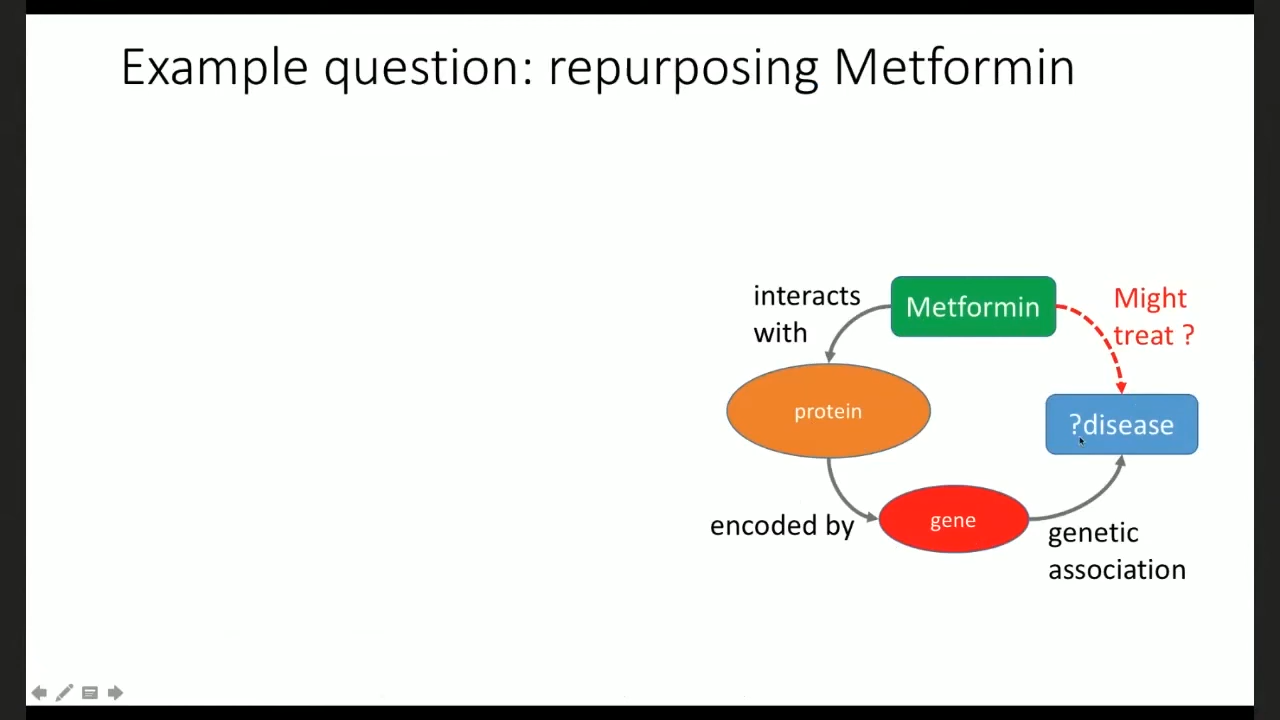 Example question: repurposing Metformin
interacts
with
Metformin
Might
treat ?
protein
?disease
encoded by
gene
genetic
association